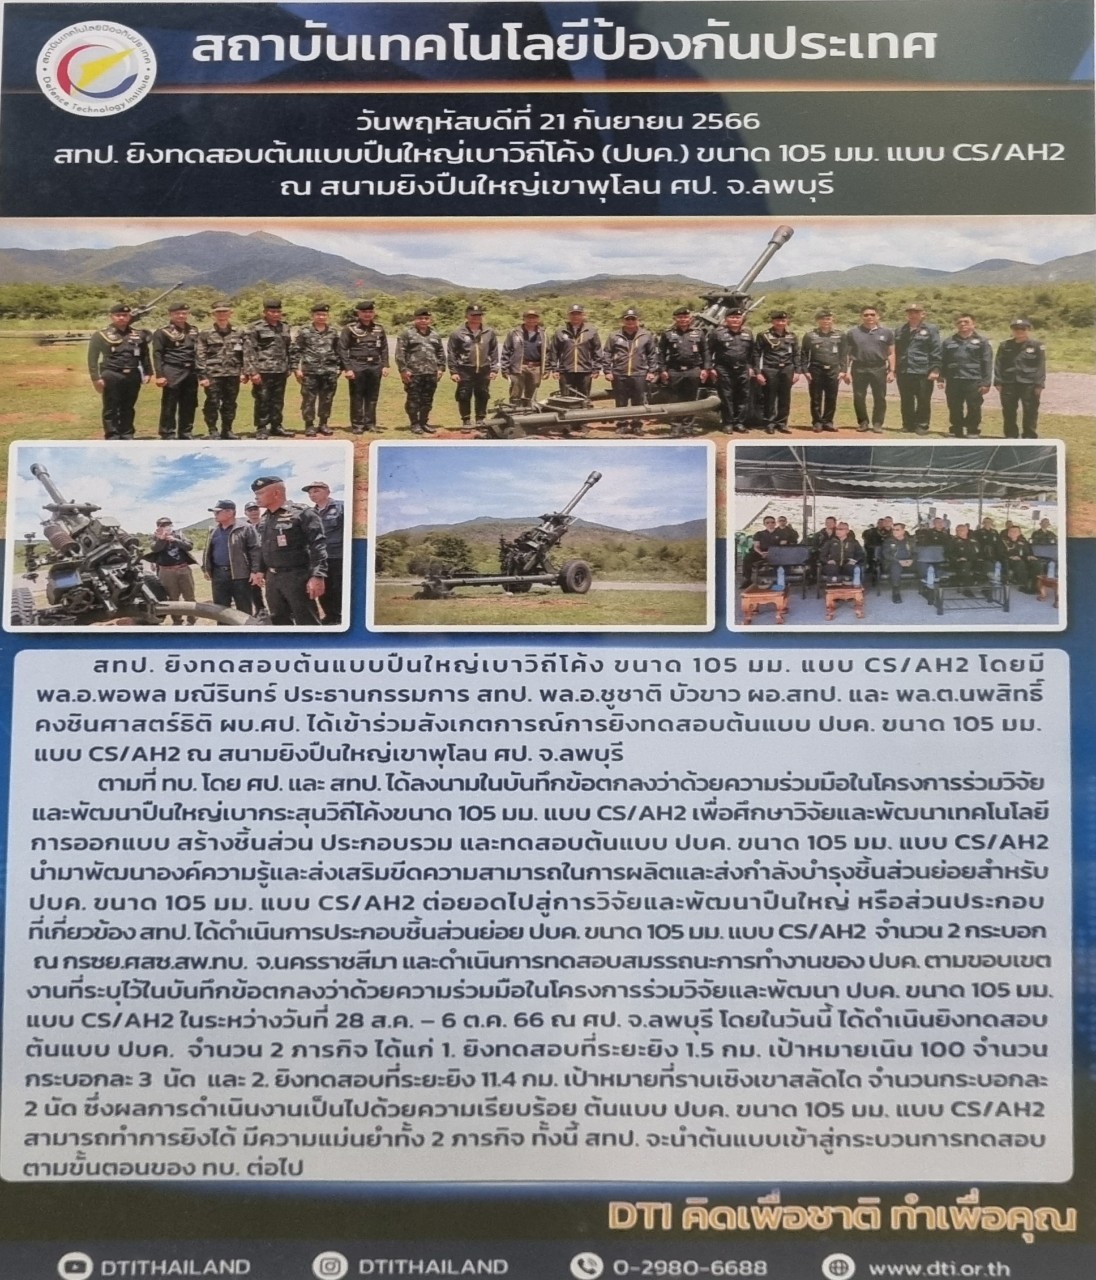 สถาบันเทคโนโลยีป้องกันประเทศ
สถาบันเทคโนโลยีป้องกันประเทศ
Defence Technology Institute
วันพฤหัสบดีที่ 21 กันยายน 2566
สทป. ยิงทดสอบต้นแบบปืนใหญ่เบาวิถีโค้ง (ปบค.) ขนาด 105 มม. แบบ CS/AH2
ณ สนามยิงปืนใหญ่เขาพุโลน ศป. จ.ลพบุรี
สทป. ยิงทดสอบต้นแบบปืนใหญ่เบาวิถีโค้ง ขนาด 105 มม. แบบ CS/AH2 โดยมี
พล.อ.พอพล มณีรินทร์ ประธานกรรมการ สทป. พล.อ.ชูชาติ บัวขาว ผอ.สทป. และ พล.ต.นพสิทธิ์
คงชินศาสตร์ธิติ ผบ.ศป. ได้เข้าร่วมสังเกตการณ์การยิงทดสอบต้นแบบ ปบค. ขนาด 105 มม.
แบบ CS/AH2 ณ สนามยิงปืนใหญ่เขาพุโลน ศป. จ.ลพบุรี
ตามที่ ทบ. โดย ศป. และ สทป. ได้ลงนามในบันทึกข้อตกลงว่าด้วยความร่วมมือในโครงการร่วมวิจัย
และพัฒนาปืนใหญ่เบากระสุนวิถีโค้งขนาด 105 มม. แบบ CS/AH2 เพื่อศึกษาวิจัยและพัฒนาเทคโนโลยี
การออกแบบ สร้างชิ้นส่วน ประกอบรวม และทดสอบต้นแบบ ปบค. ขนาด 105 มม. แบบ CS/AH2
นำมาพัฒนาองค์ความรู้และส่งเสริมขีดความสามารถในการผลิตและส่งกำลังบำรุงชิ้นส่วนย่อยสำหรับ
ปบค. ขนาด 105 มม. แบบ CS/AH2 ต่อยอดไปสู่การวิจัยและพัฒนาปืนใหญ่ หรือส่วนประกอบ
ที่เกี่ยวข้อง สทป. ได้ดำเนินการประกอบชิ้นส่วนย่อย ปบค. ขนาด 105 มม. แบบ CS/AH2 จำนวน 2 กระบอก
ณ กรซย.ศสซ.สพ.ทบ. จ.นครราชสีมา และดำเนินการทดสอบสมรรถนะการทำงานของ ปบค. ตามขอบเขต
งานที่ระบุไว้ในบันทึกข้อตกลงว่าด้วยความร่วมมือในโครงการร่วมวิจัยและพัฒนา ปบค. ขนาด 105 มม.
แบบ CS/AH2 ในระหว่างวันที่ 28 ส.ค. – 6 ต.ค. 66 ณ ศป. จ.ลพบุรี โดยในวันนี้ ได้ดำเนินยิงทดสอบ
ต้นแบบ ปบค. จำนวน 2 ภารกิจ ได้แก่ 1. ยิงทดสอบที่ระยะยิง 1.5 กม. เป้าหมายเนิน 100 จำนวน
กระบอกละ 3 นัด และ 2. ยิงทดสอบที่ระยะยิง 11.4 กม. เป้าหมายที่ราบเชิงเขาสลัดได จำนวนกระบอกละ
2 นัด ซึ่งผลการดำเนินงานเป็นไปด้วยความเรียบร้อย ต้นแบบ ปบค. ขนาด 105 มม. แบบ CS/AH2
สามารถทำการยิงได้ มีความแม่นยำทั้ง 2 ภารกิจ ทั้งนี้ สทป. จะนำต้นแบบเข้าสู่กระบวนการทดสอบ
ตามขั้นตอนของ ทบ. ต่อไป
DTI คิดเพื่อชาติ ทำเพื่อคุณ
DTITHAILAND DTITHAILAND 0-2980-6688 www.dti.or.th